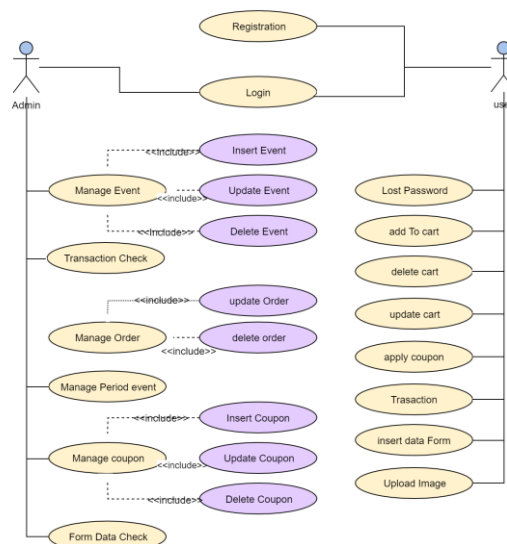 Registration
Admin
user
Login
<<Include>>
Insert Event
Manage Event
<<include>>
Update Event
Lost Password
<<Include>>
Delete Event
add To cart
Transaction Check
delete cart
<<include>>
update Order
update cart
Manage Order
<<include>>
delete order
apply coupon
Manage Period event
Trasaction
<<include>>
Insert Coupon
insert data Form
Manage coupon
<<include>>
Update Coupon
Upload Image
<<include>>
Delete Coupon
Form Data Check